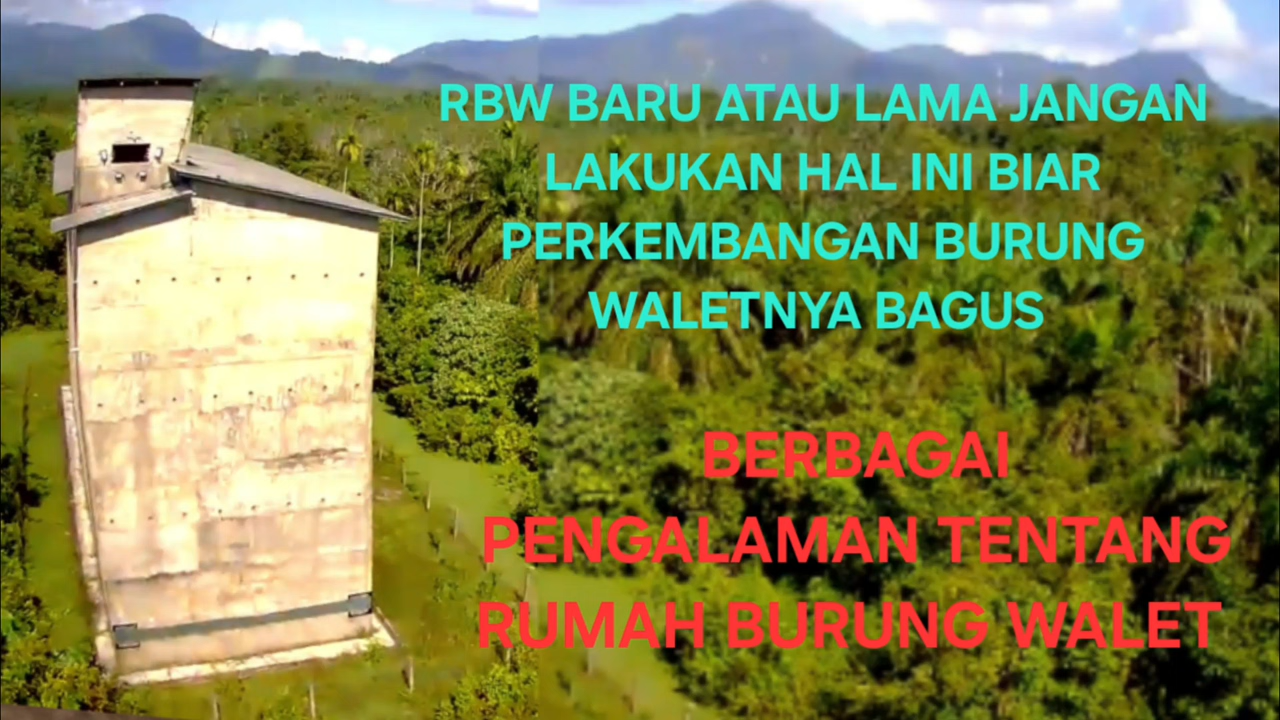 RBW BARU ATAU LAMA JANGAN
LAKUKAN HAL INI BIAR
PERKEMBANGAN BURUNG
WALETNYA BAGUS
BERBAGAI
PENGALAMAN TENTANG
RUMAH BURUNG WALET